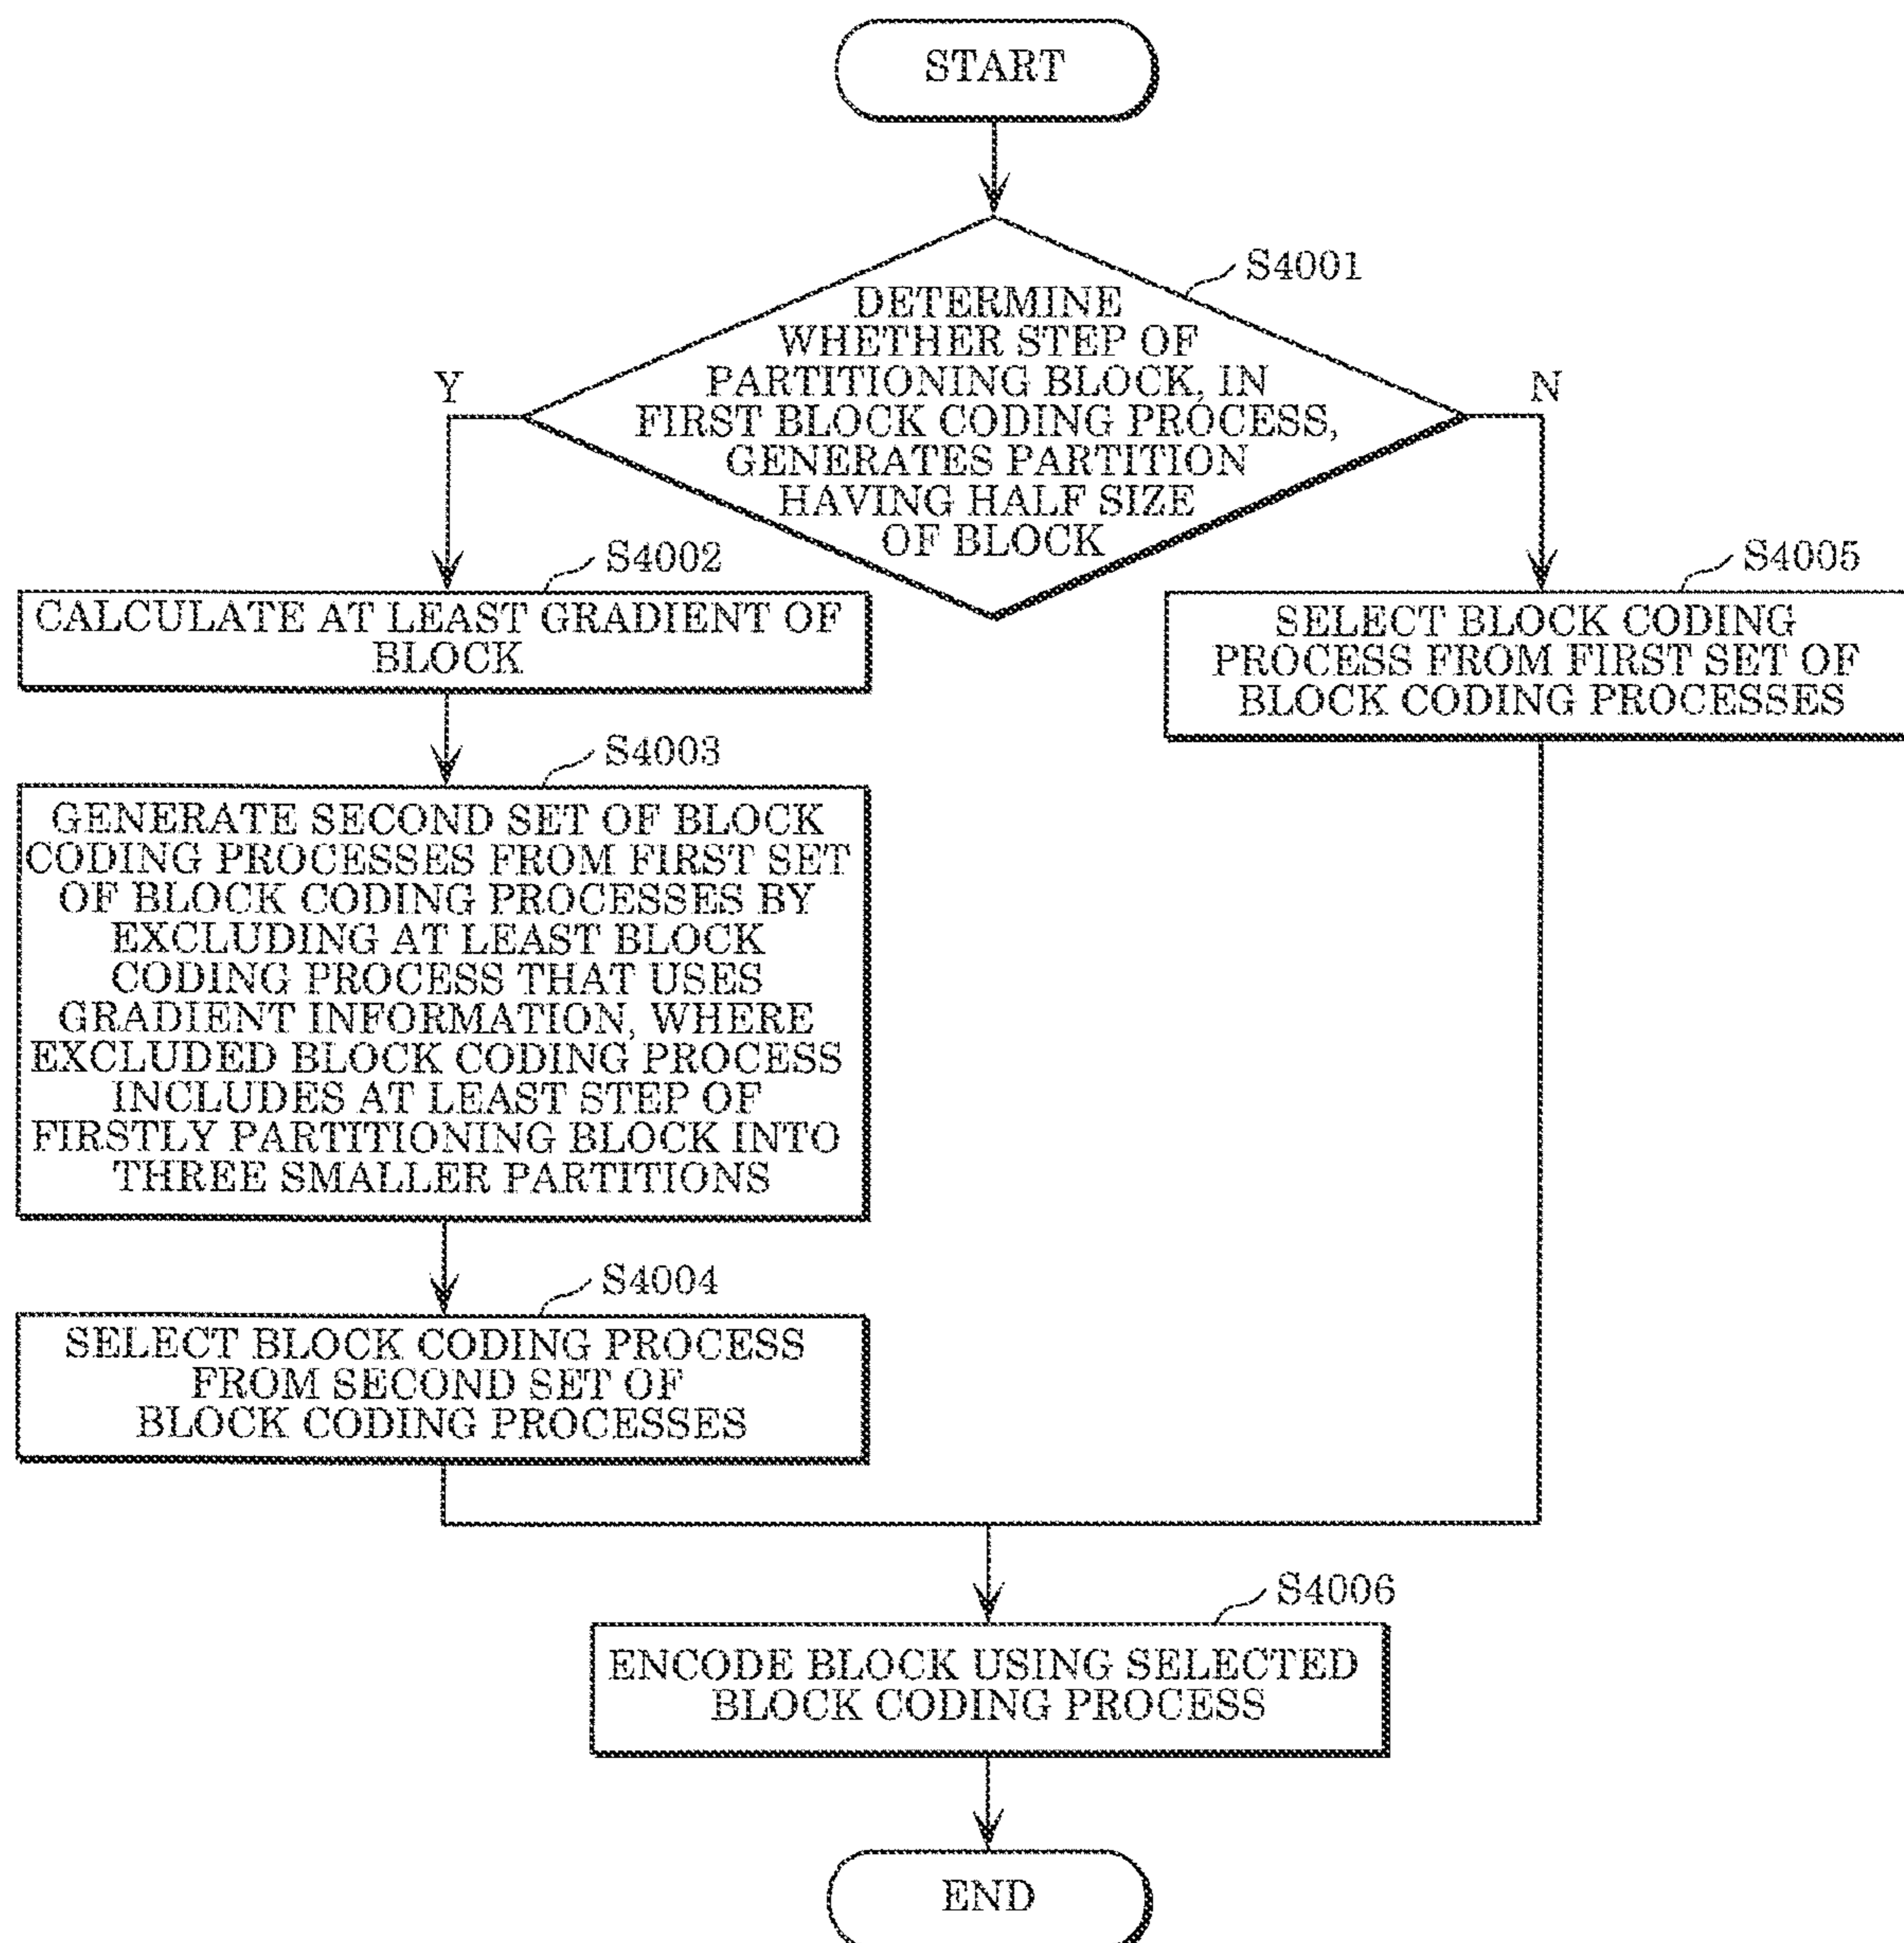 START
S4001
DETERMINE
WHETHER STEP OF
PARTITIONING BLOCK, IN
FIRST BLOCK CODING PROCESS,
GENERATES PARTITION
HAVING HALF SIZE
OF BLOCK
Y
N
S4002
CALCULATE AT LEAST GRADIENT OF
BLOCK
S4005
SELECT BLOCK CODING
PROCESS FROM FIRST SET OF
BLOCK CODING PROCESSES
S4003
GENERATE SECOND SET OF BLOCK
CODING PROCESSES FROM FIRST SET
OF BLOCK CODING PROCESSES BY
EXCLUDING AT LEAST BLOCK
CODING PROCESS THAT USES
GRADIENT INFORMATION, WHERE
EXCLUDED BLOCK CODING PROCESS
INCLUDES AT LEAST STEP OF
FIRSTLY PARTITIONING BLOCK INTO
THREE SMALLER PARTITIONS
S4004
SELECT BLOCK CODING PROCESS
FROM SECOND SET OF
BLOCK CODING PROCESSES
S4006
ENCODE BLOCK USING SELECTED
BLOCK CODING PROCESS
END